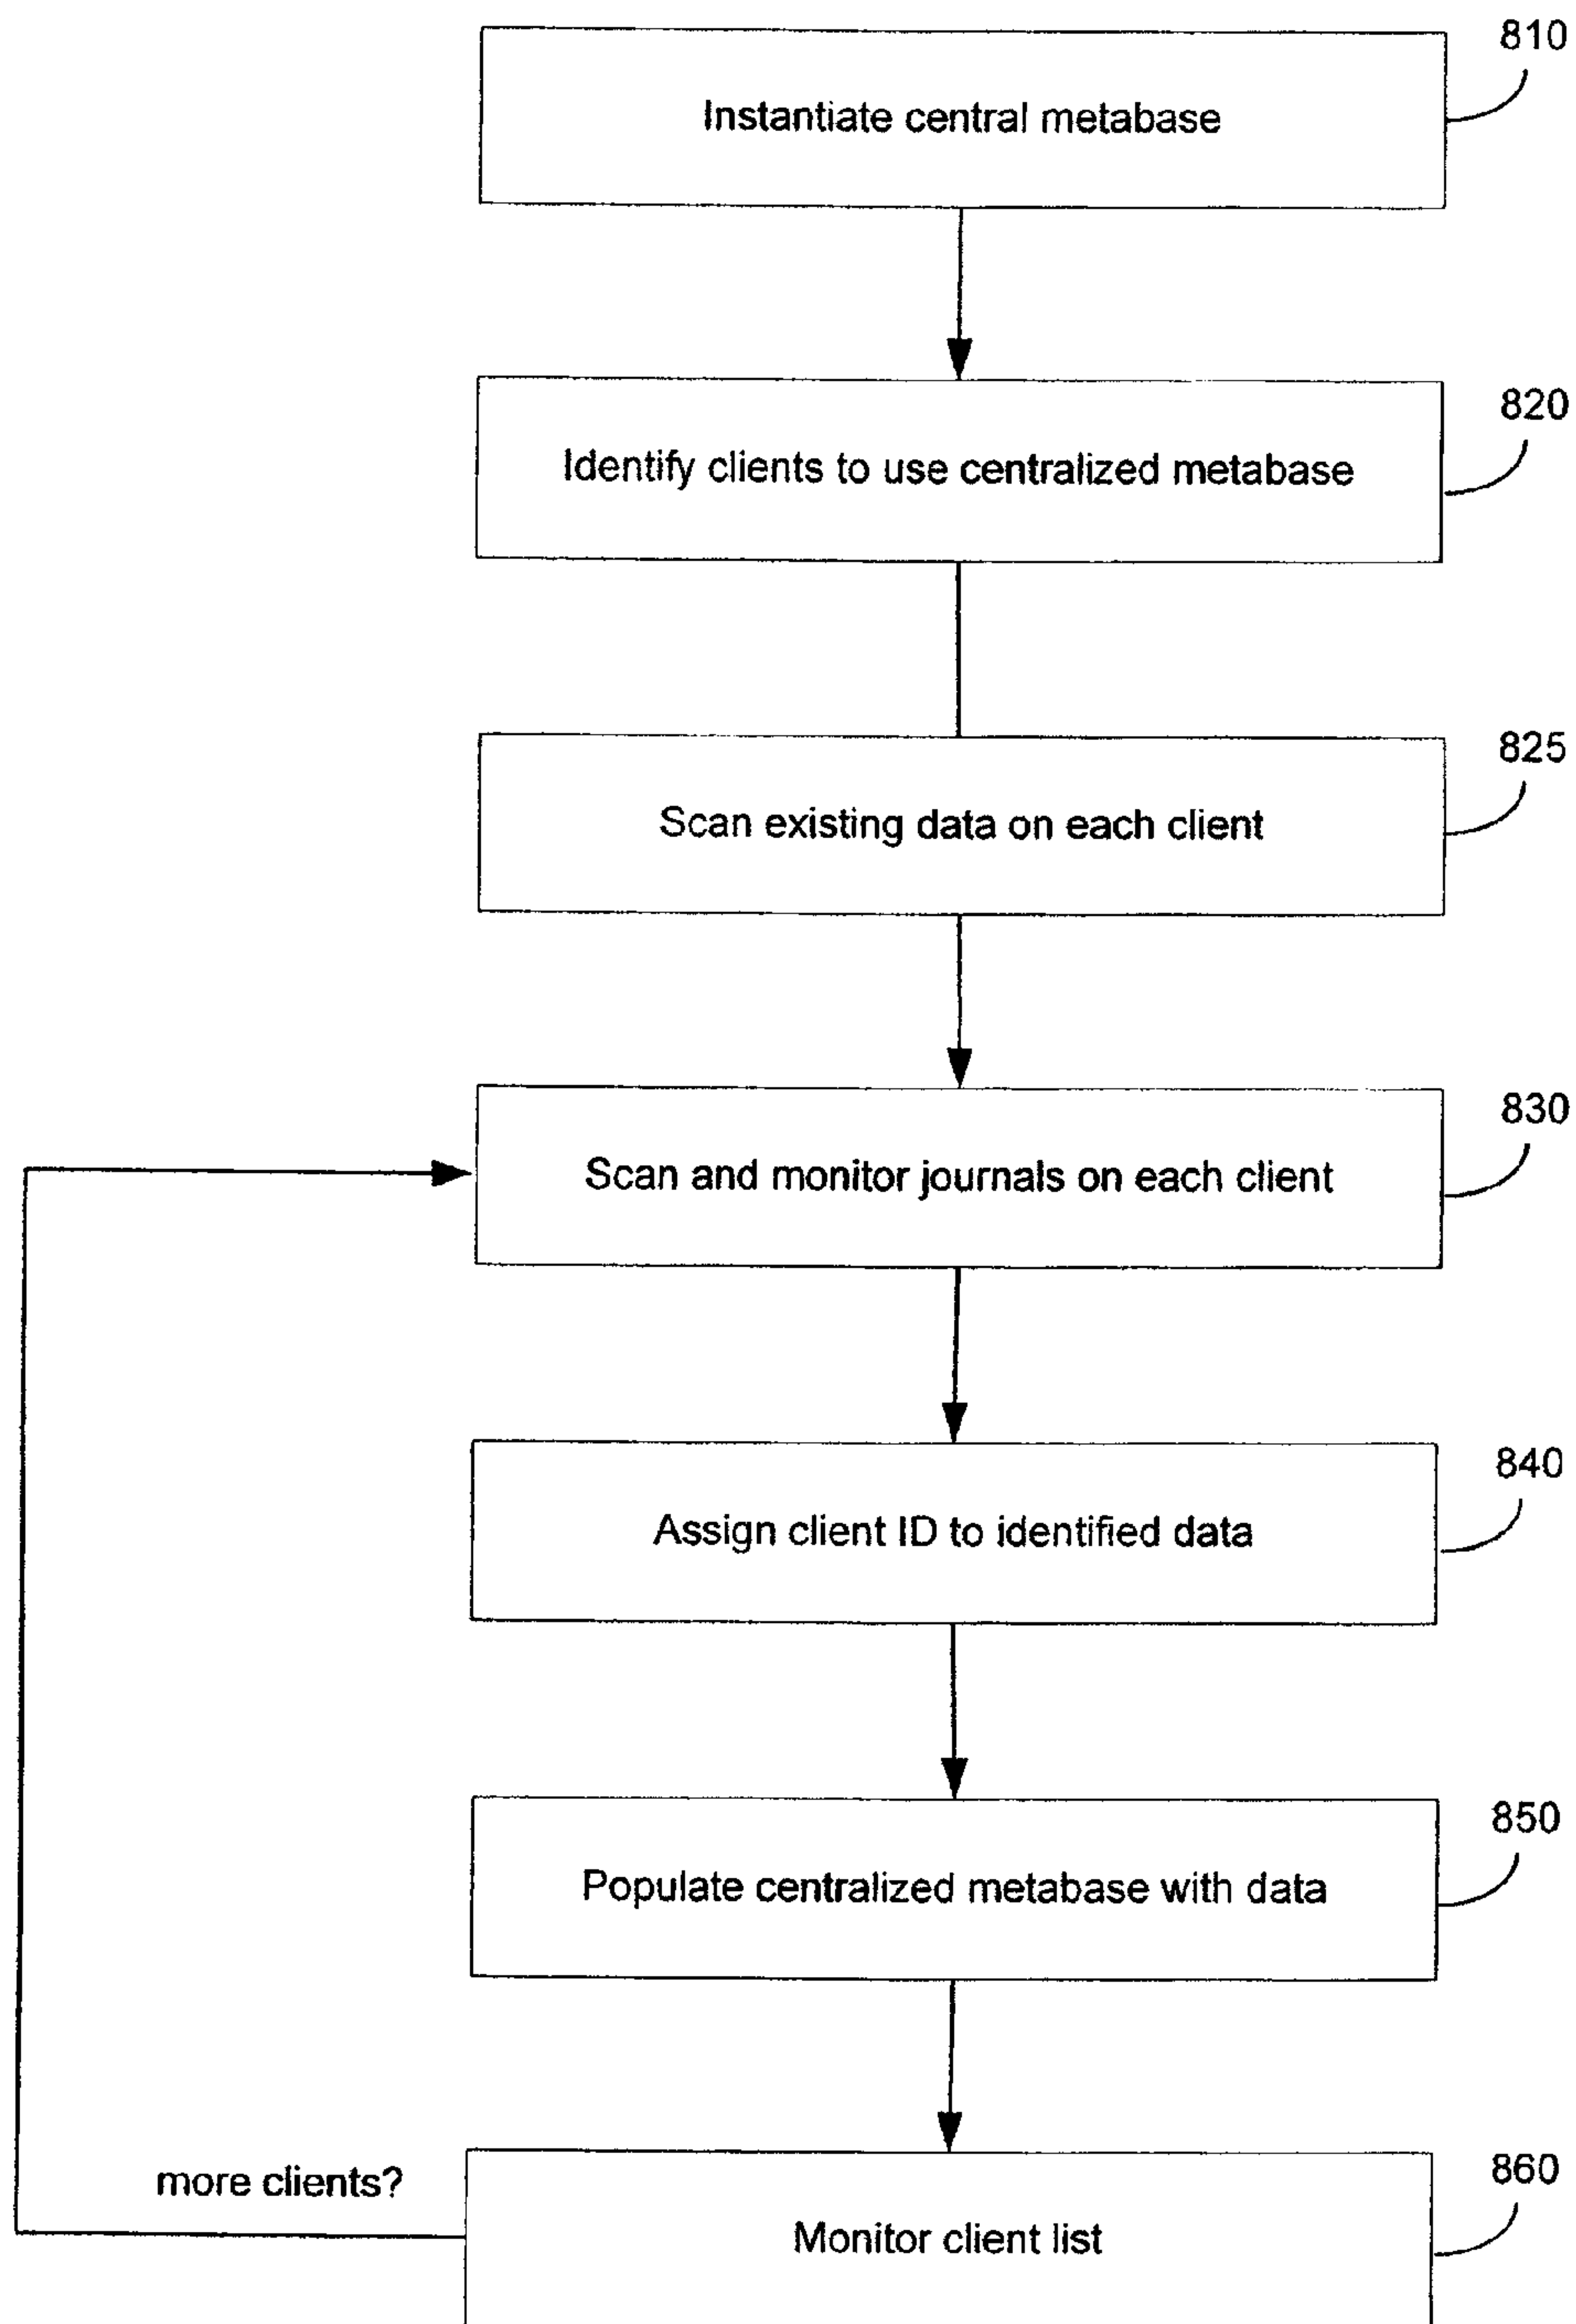 810
Instantiate central metabase
820
Identify clients to use centralized metabase
825
Scan existing data on each client
830
Scan and monitor journals on each client
840
Assign client ID to identified data
850
Populate centralized metabase with data
860
more clients?
Monitor client list